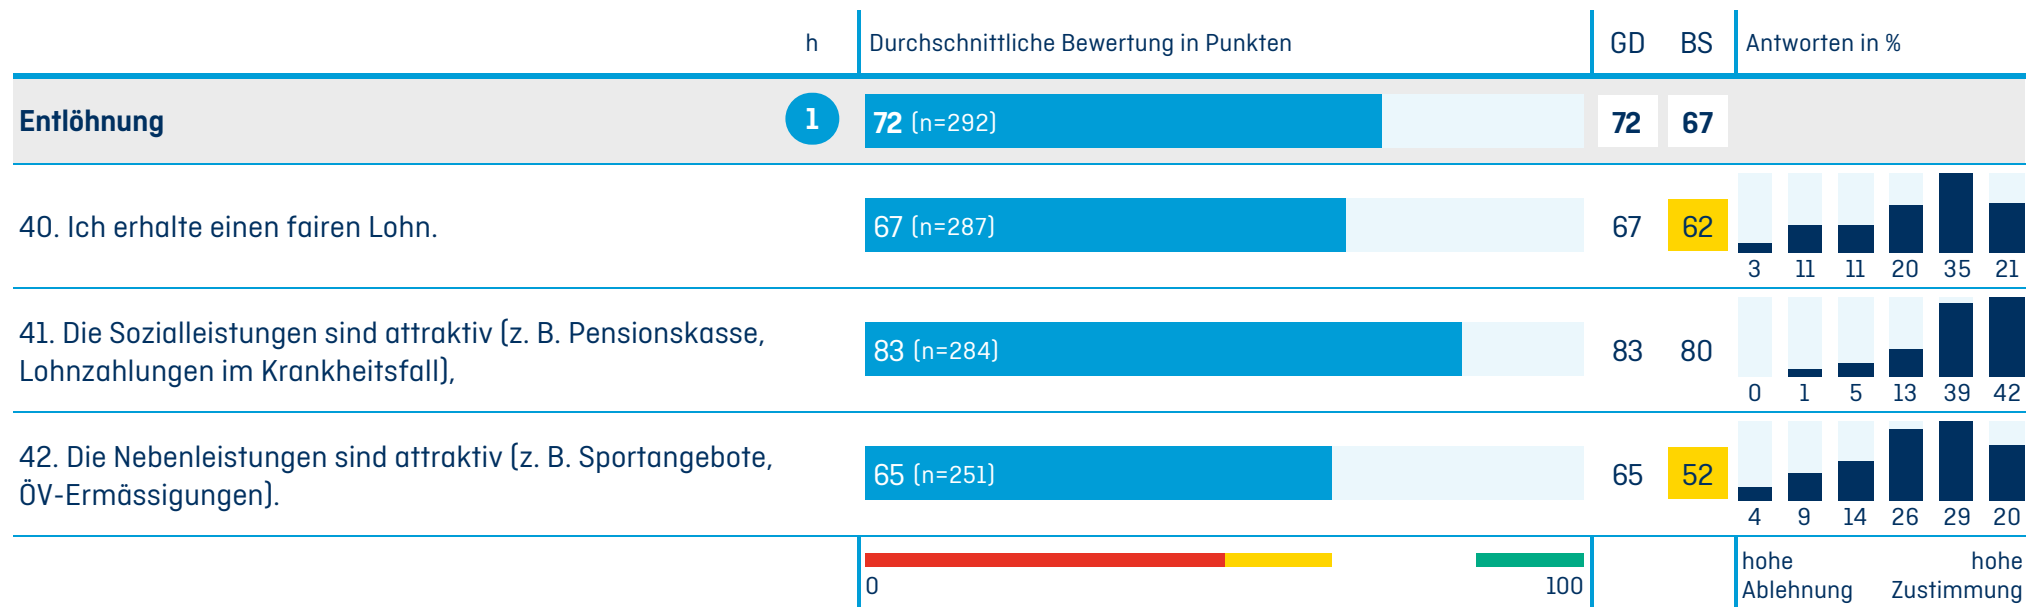 h Durchschnittliche Bewertung in Punkten GD BS Antworten in %
Entlöhnung 1 72 (n=292) 72 67
40. Ich erhalte einen fairen Lohn. 67 (n=287) 67 62
3 11 11 20 35 21
41. Die Sozialleistungen sind attraktiv (z. B. Pensionskasse,
Lohnzahlungen im Krankheitsfall),
83 (n=284) 83 80
0 1 5 13 39 42
42. Die Nebenleistungen sind attraktiv (z. B. Sportangebote,
ÖV-Ermässigungen).
65 (n=251) 65 52
4 9 14 26 29 20
0 100
hohe Ablehnung
hohe Zustimmung